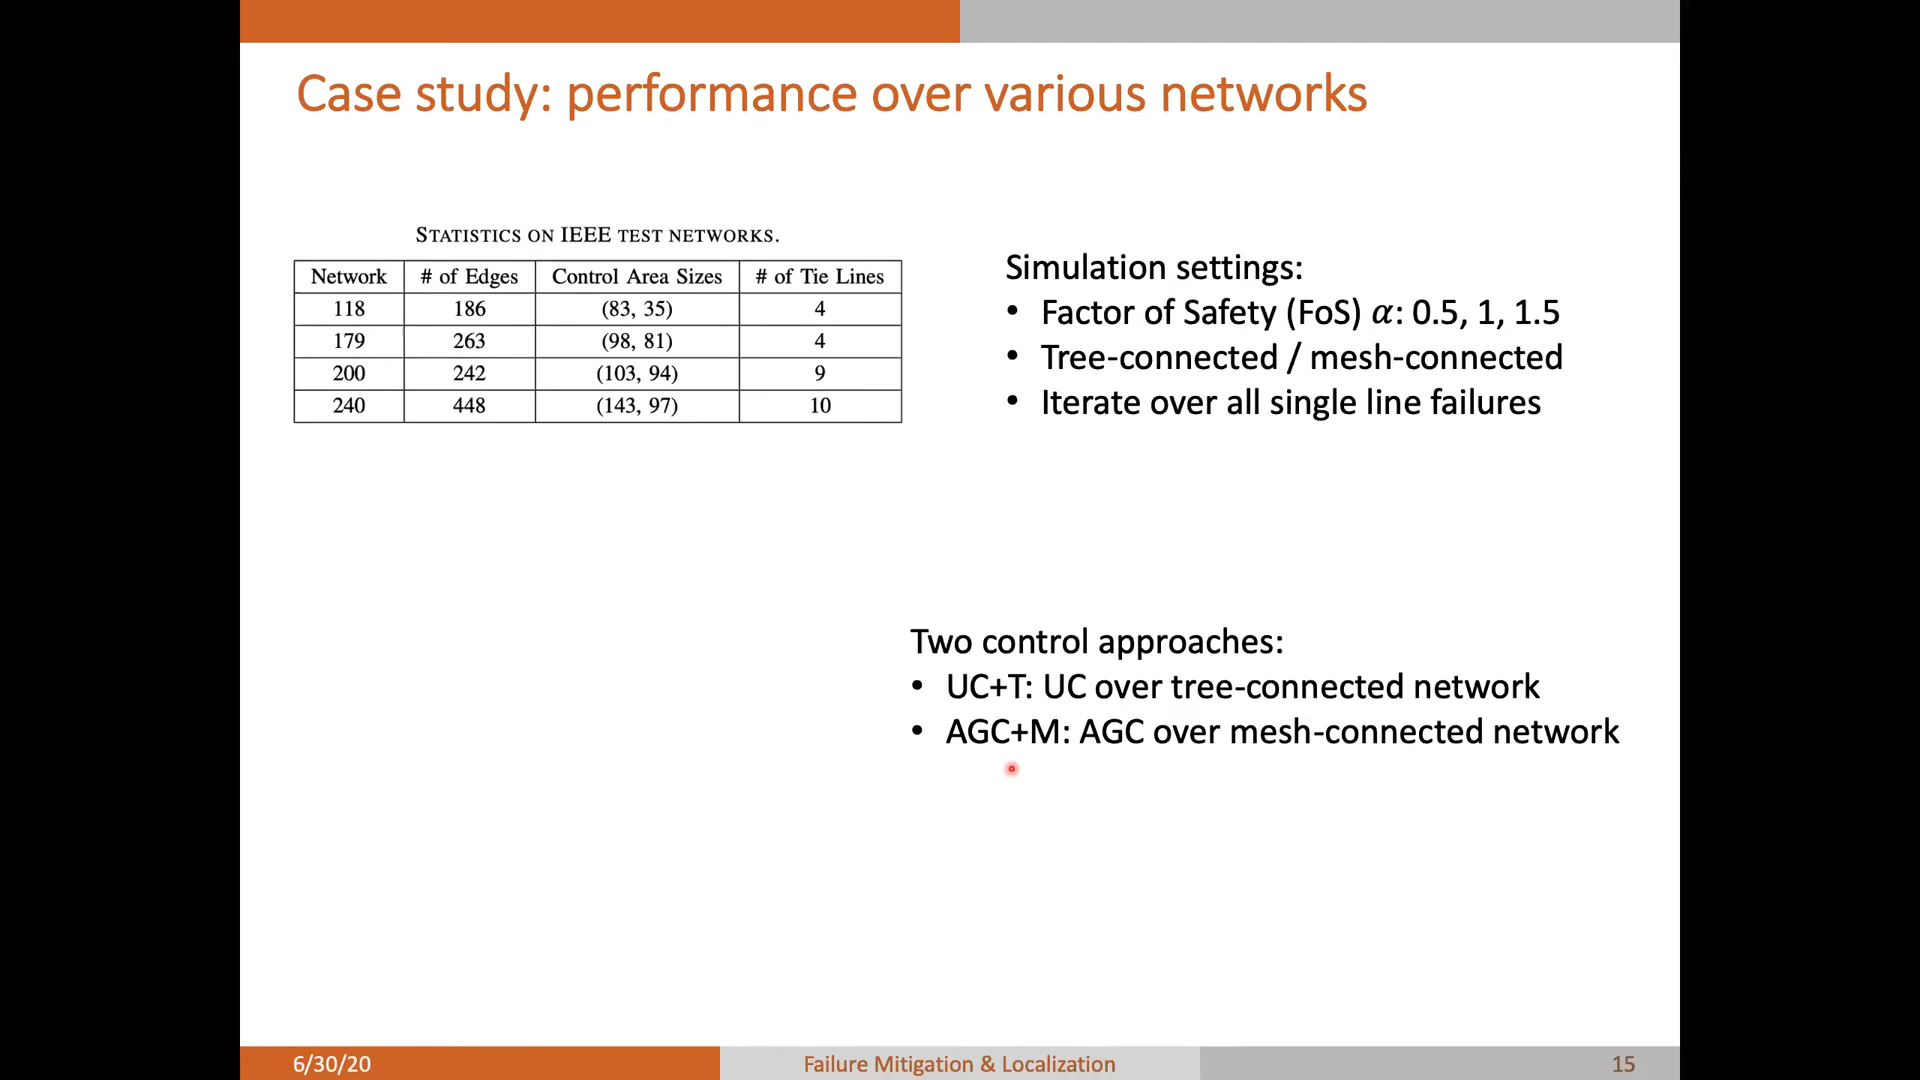 Case study: performance over various networks
STATISTICS ON IEEE TEST NETWORKS.
Network # of Edges Control Area Sizes # of Tie Lines
118 186 (83, 35) 4
179 263 (98, 81) 4
200 242 (103, 94) 9
240 448 (143, 97) 10
Simulation settings:
• Factor of Safety (FoS) α: 0.5, 1, 1.5
• Tree-connected / mesh-connected
• Iterate over all single line failures
Two control approaches:
• UC+T: UC over tree-connected network
• AGC+M: AGC over mesh-connected network
6/30/20 Failure Mitigation & Localization 15